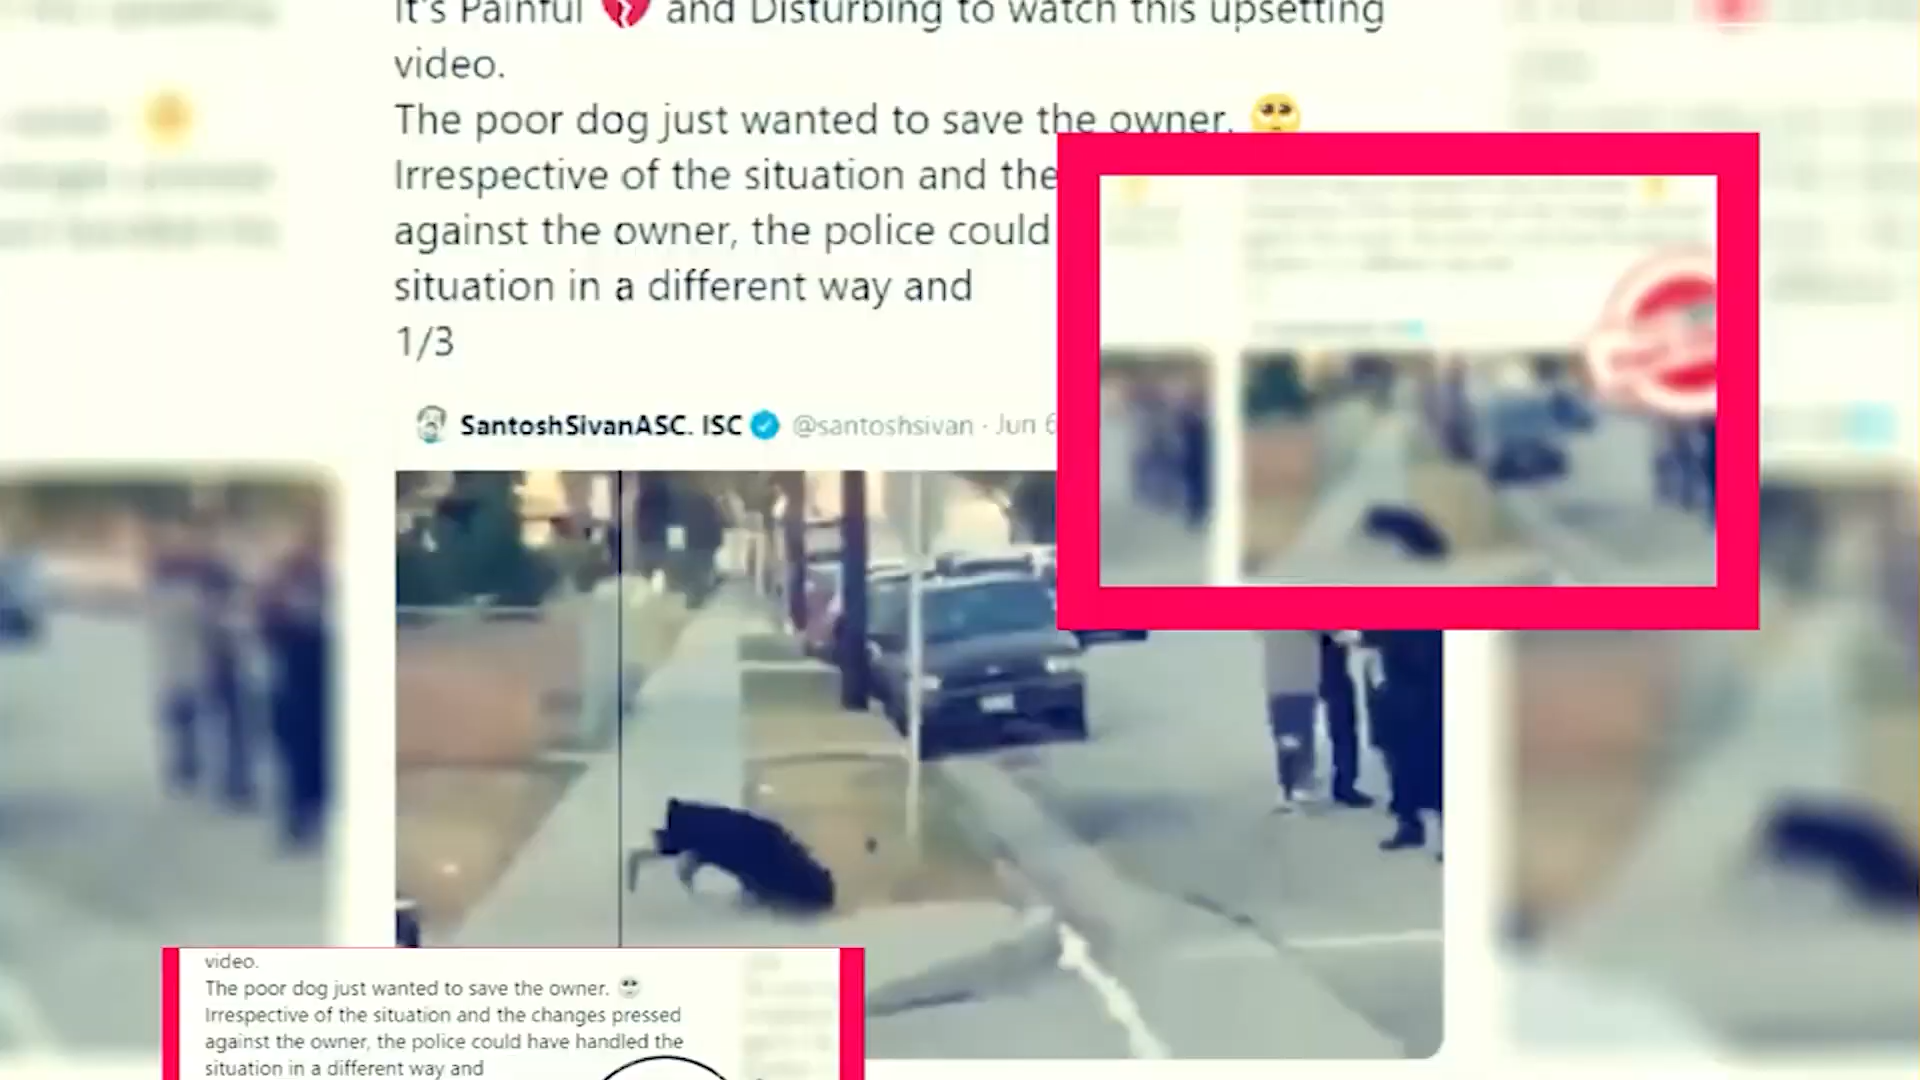 It's Painful 💔 and Disturbing to watch this upsetting
video.
The poor dog just wanted to save the owner. 🥺
Irrespective of the situation and the
against the owner, the police could
situation in a different way and
1/3
SantoshSivanASC. ISC @santoshsivan · Jun 6
video.
The poor dog just wanted to save the owner. 🥺
Irrespective of the situation and the changes pressed
against the owner, the police could have handled the
situation in a different way and